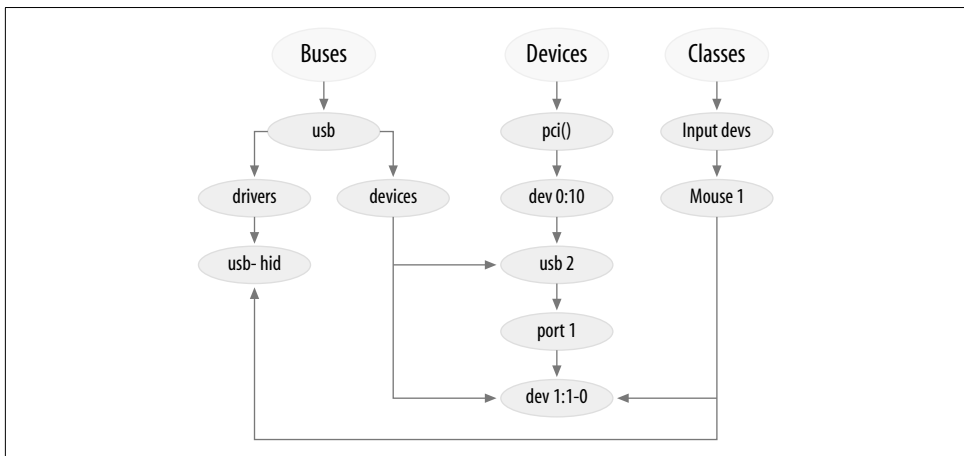 Buses Devices Classes
usb pci() Input devs
drivers devices dev 0:10 Mouse 1
usb- hid usb 2
port 1
dev 1:1-0